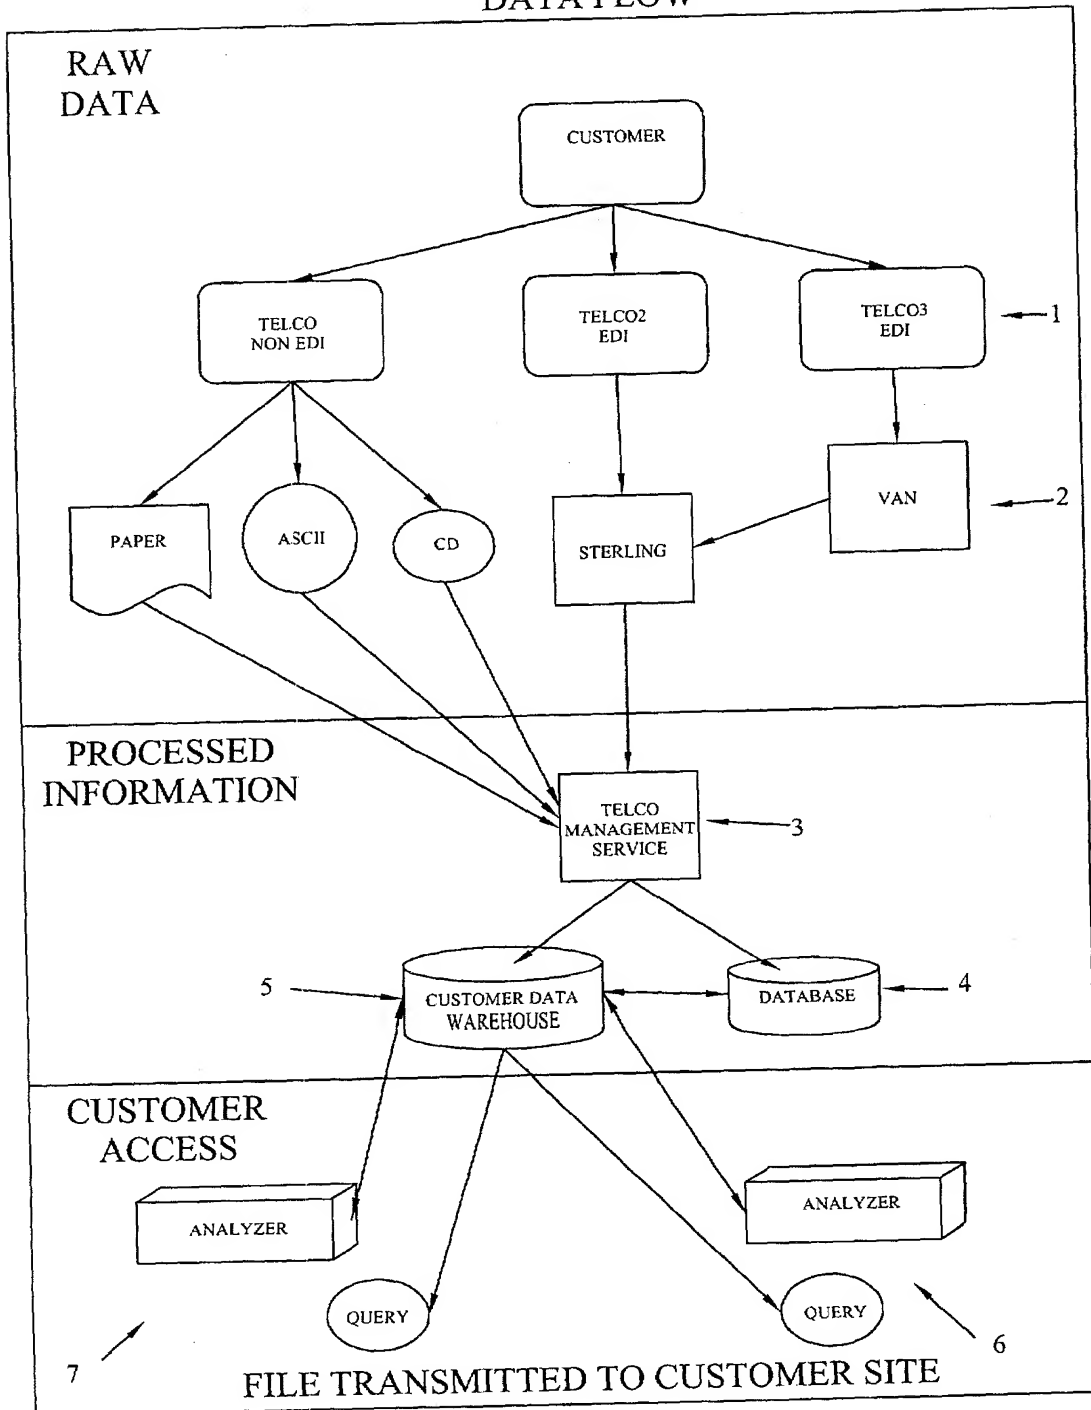 DATA FLOW
RAW
DATA
CUSTOMER
TELCO
NON EDI
TELCO2
EDI
TELCO3
EDI
1
PAPER
ASCII
CD
STERLING
VAN
2
PROCESSED
INFORMATION
TELCO
MANAGEMENT
SERVICE
3
5
CUSTOMER DATA
WAREHOUSE
DATABASE
4
CUSTOMER
ACCESS
ANALYZER
ANALYZER
QUERY
QUERY
7
6
FILE TRANSMITTED TO CUSTOMER SITE